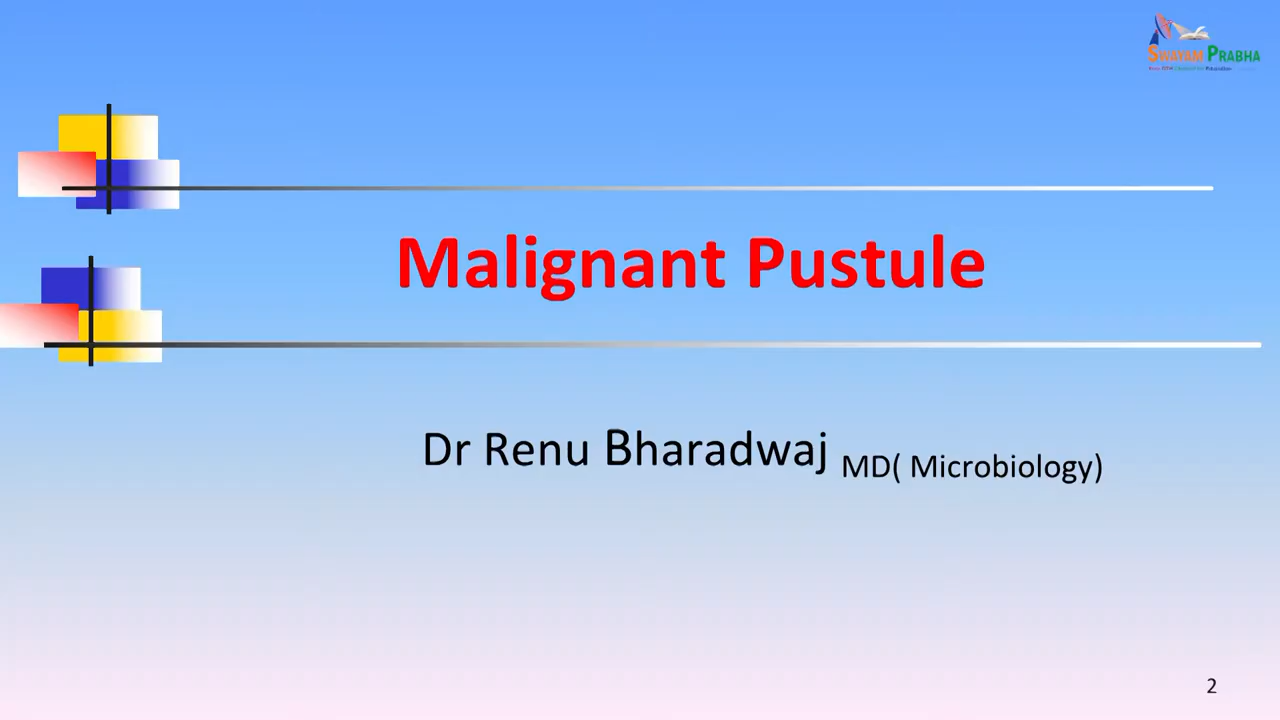 SWAYAM PRABHA
Malignant Pustule
Dr Renu Bharadwaj MD( Microbiology)
2